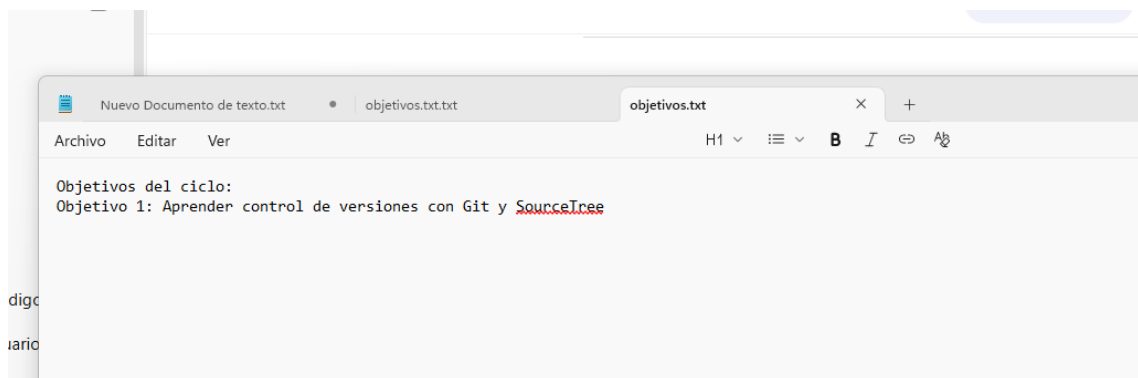 Nuevo Documento de texto.txt
objetivos.txt.txt
objetivos.txt
Archivo Editar Ver
H1
B I
Objetivos del ciclo:
Objetivo 1: Aprender control de versiones con Git y SourceTree
digo
uario